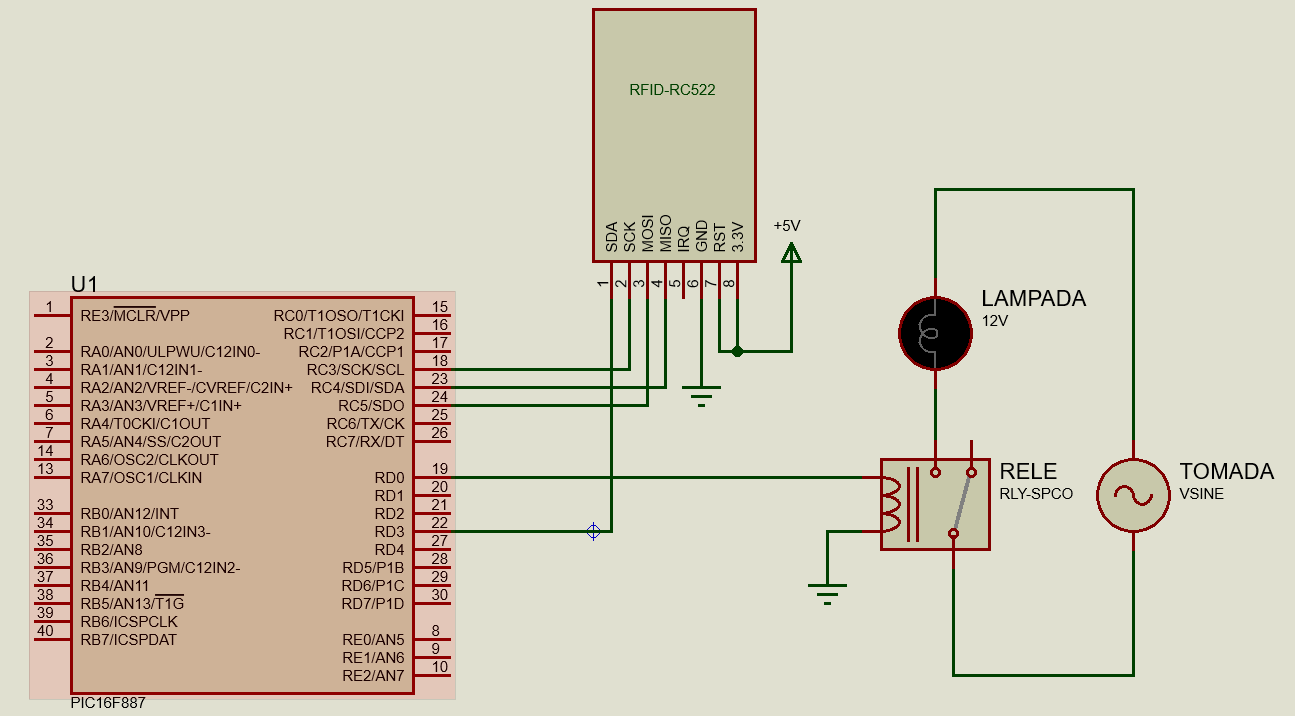 RFID-RC522
SDA
SCK
MOSI
MISO
IRQ
GND
RST
3.3V
1
2
3
4
5
6
7
8
+5V
U1
1 RE3/MCLR/VPP RC0/T1OSO/T1CKI 15
RC1/T1OSI/CCP2 16
2 RA0/AN0/ULPWU/C12IN0- RC2/P1A/CCP1 17
3 RA1/AN1/C12IN1- RC3/SCK/SCL 18
4 RA2/AN2/VREF-/CVREF/C2IN+ RC4/SDI/SDA 23
5 RA3/AN3/VREF+/C1IN+ RC5/SDO 24
6 RA4/T0CKI/C1OUT RC6/TX/CK 25
7 RA5/AN4/SS/C2OUT RC7/RX/DT 26
14 RA6/OSC2/CLKOUT
13 RA7/OSC1/CLKIN RD0 19
RD1 20
33 RB0/AN12/INT RD2 21
34 RB1/AN10/C12IN3- RD3 22
35 RB2/AN8 RD4 27
36 RB3/AN9/PGM/C12IN2- RD5/P1B 28
37 RB4/AN11 RD6/P1C 29
38 RB5/AN13/T1G RD7/P1D 30
39 RB6/ICSPCLK
40 RB7/ICSPDAT RE0/AN5 8
RE1/AN6 9
RE2/AN7 10
PIC16F887
LAMPADA
12V
RELE
RLY-SPCO
TOMADA
VSINE